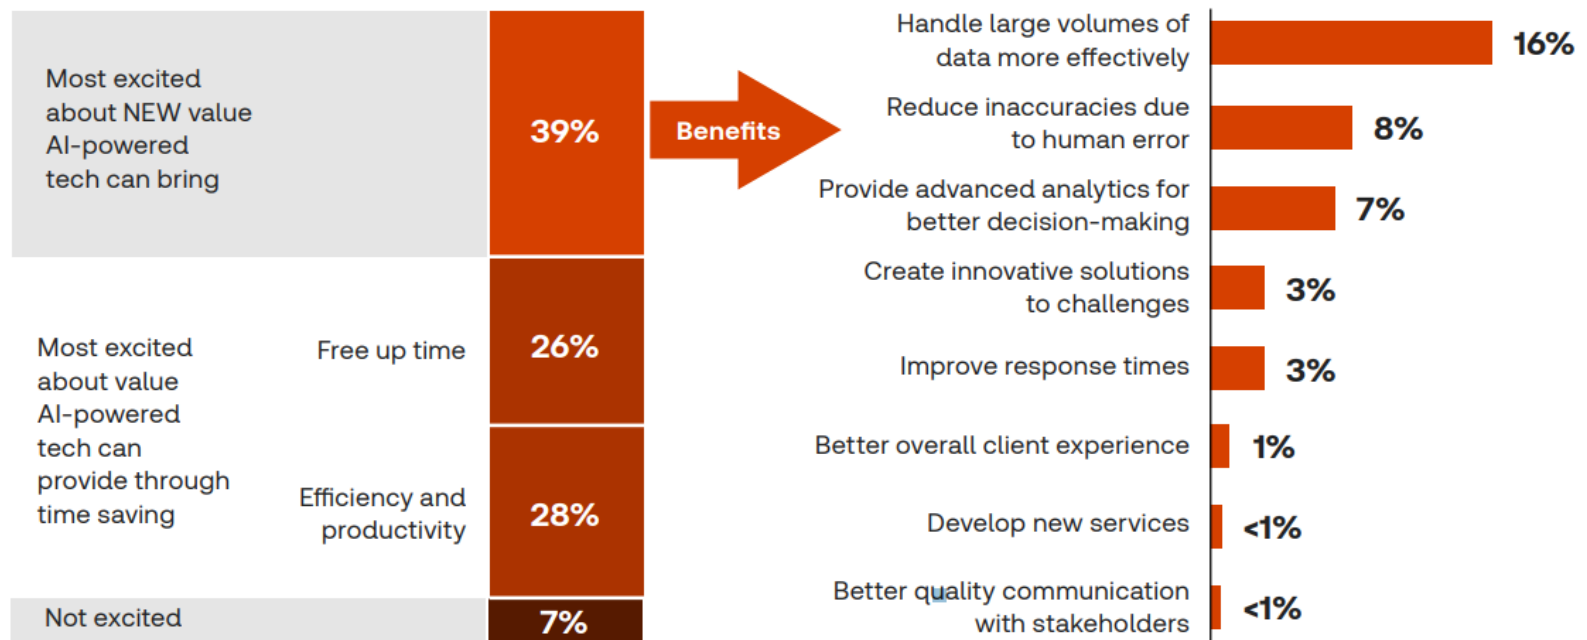 Most excited
about NEW value
AI-powered
tech can bring
39%
Benefits
Most excited
about value
AI-powered
tech can
provide through
time saving
Free up time
26%
Efficiency and
productivity
28%
Not excited
7%
Handle large volumes of
data more effectively
16%
Reduce inaccuracies due
to human error
8%
Provide advanced analytics for
better decision-making
7%
Create innovative solutions
to challenges
3%
Improve response times
3%
Better overall client experience
1%
Develop new services
<1%
Better quality communication
with stakeholders
<1%